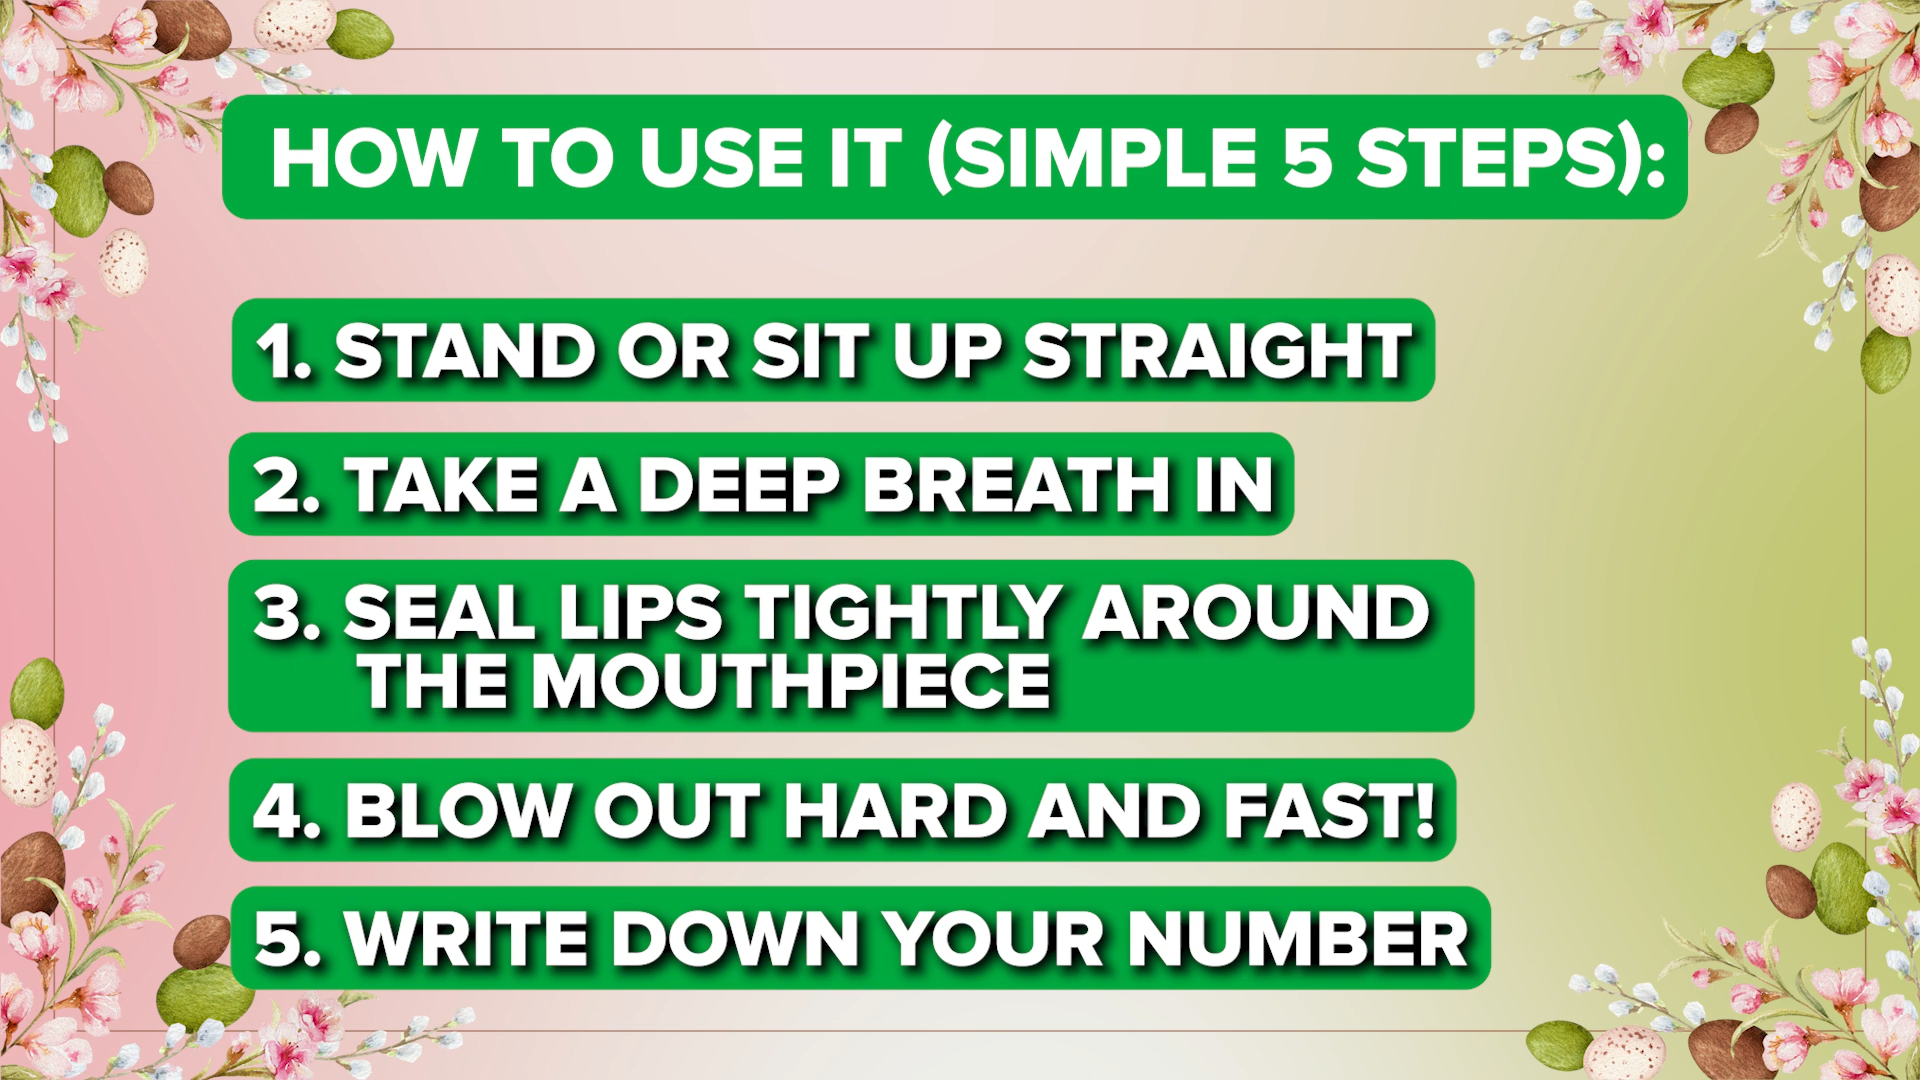 HOW TO USE IT (SIMPLE 5 STEPS):
1. STAND OR SIT UP STRAIGHT
2. TAKE A DEEP BREATH IN
3. SEAL LIPS TIGHTLY AROUND
THE MOUTHPIECE
4. BLOW OUT HARD AND FAST!
5. WRITE DOWN YOUR NUMBER